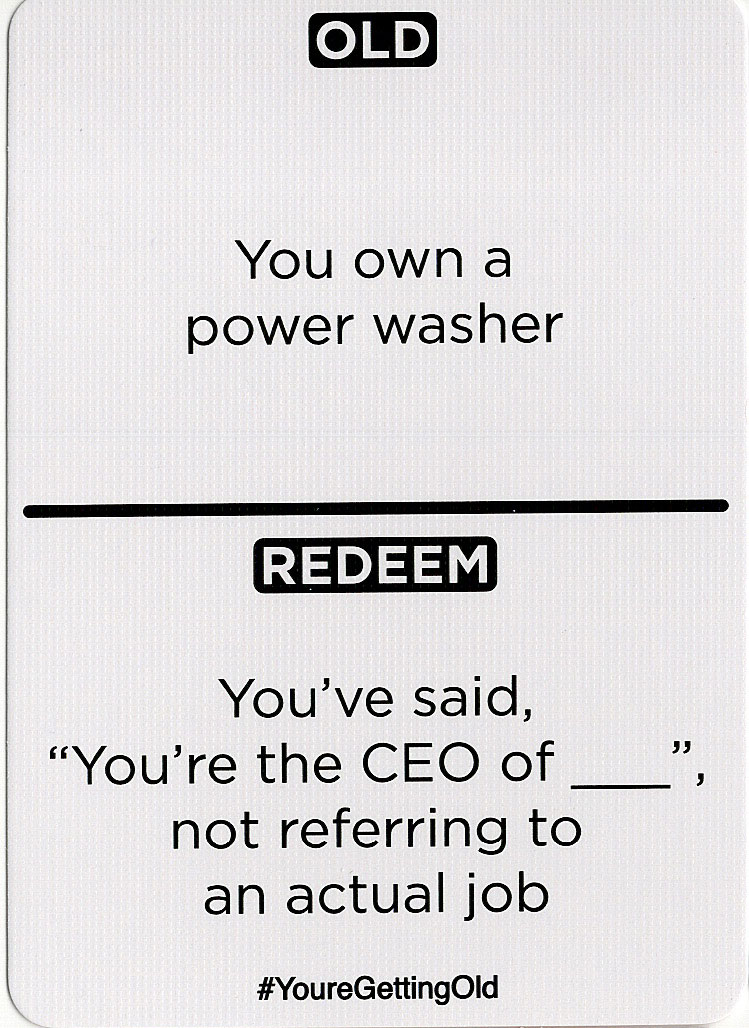 OLD
You own a
power washer
REDEEM
You’ve said,
“You’re the CEO of ___”,
not referring to
an actual job
#YoureGettingOld